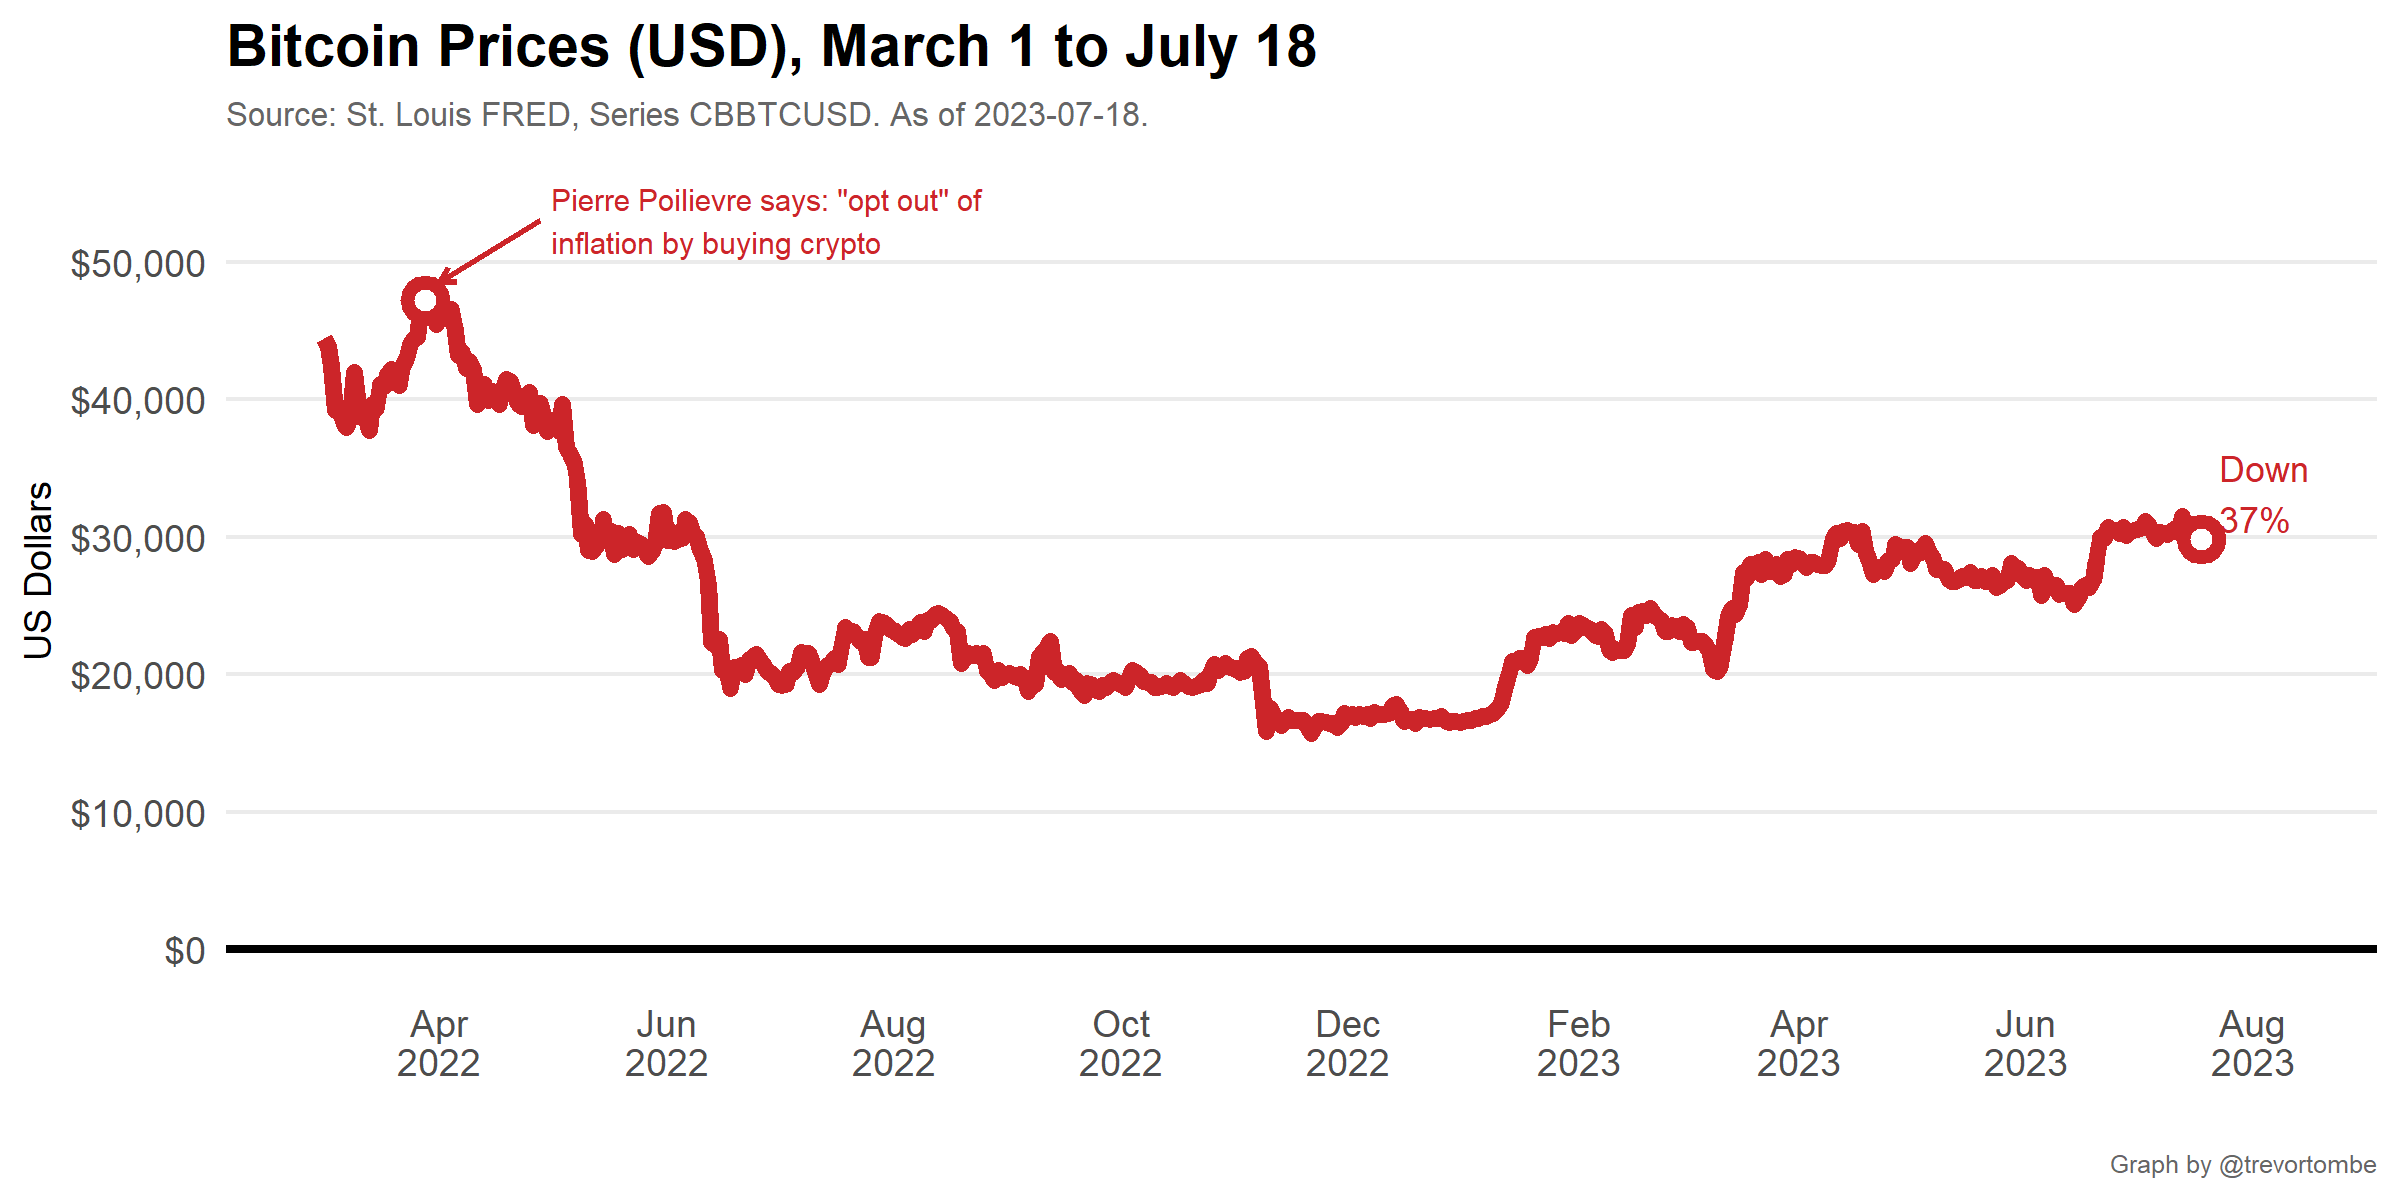 Bitcoin Prices (USD), March 1 to July 18
Source: St. Louis FRED, Series CBBTCUSD. As of 2023-07-18.
Pierre Poilievre says: "opt out" of
inflation by buying crypto
$50,000
$40,000
$30,000
$20,000
$10,000
$0
US Dollars
Down
37%
Apr
2022
Jun
2022
Aug
2022
Oct
2022
Dec
2022
Feb
2023
Apr
2023
Jun
2023
Aug
2023
Graph by @trevortombe